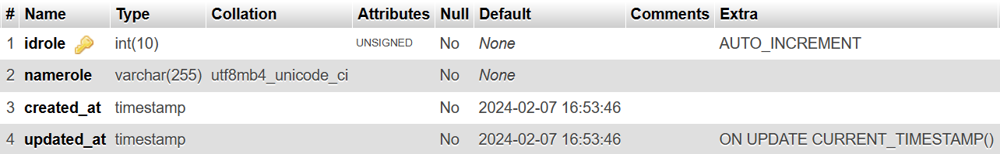 # Name Type Collation Attributes Null Default Comments Extra
1 idrole int(10) UNSIGNED No None AUTO_INCREMENT
2 namerole varchar(255) utf8mb4_unicode_ci No None
3 created_at timestamp No 2024-02-07 16:53:46
4 updated_at timestamp No 2024-02-07 16:53:46 ON UPDATE CURRENT_TIMESTAMP()